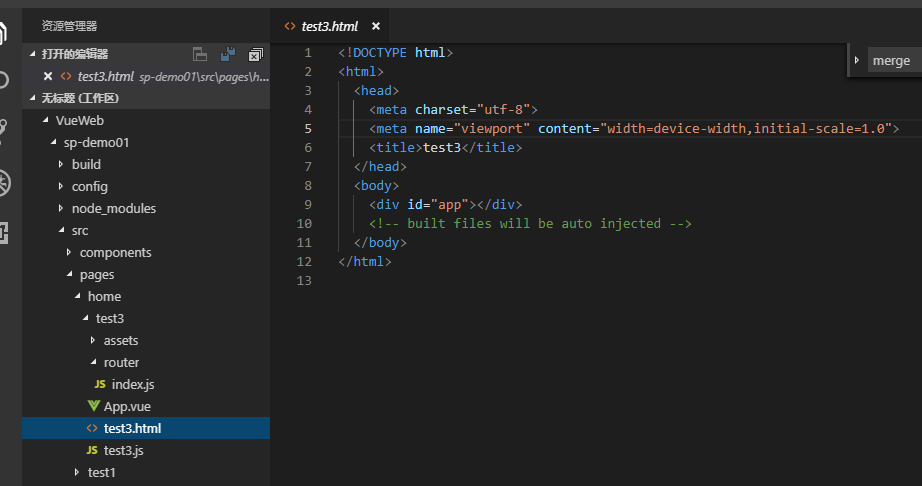 资源管理器
打开的编辑器
test3.html sp-demo01\src\pages\h...
无标题 (工作区)
VueWeb
sp-demo01
build
config
node_modules
src
components
pages
home
test3
assets
router
JS index.js
App.vue
<> test3.html
JS test3.js
test1
<> test3.html
1 <!DOCTYPE html>
2 <html>
3 <head>
4 <meta charset="utf-8">
5 <meta name="viewport" content="width=device-width,initial-scale=1.0">
6 <title>test3</title>
7 </head>
8 <body>
9 <div id="app"></div>
10 <!-- built files will be auto injected -->
11 </body>
12 </html>
13
merge